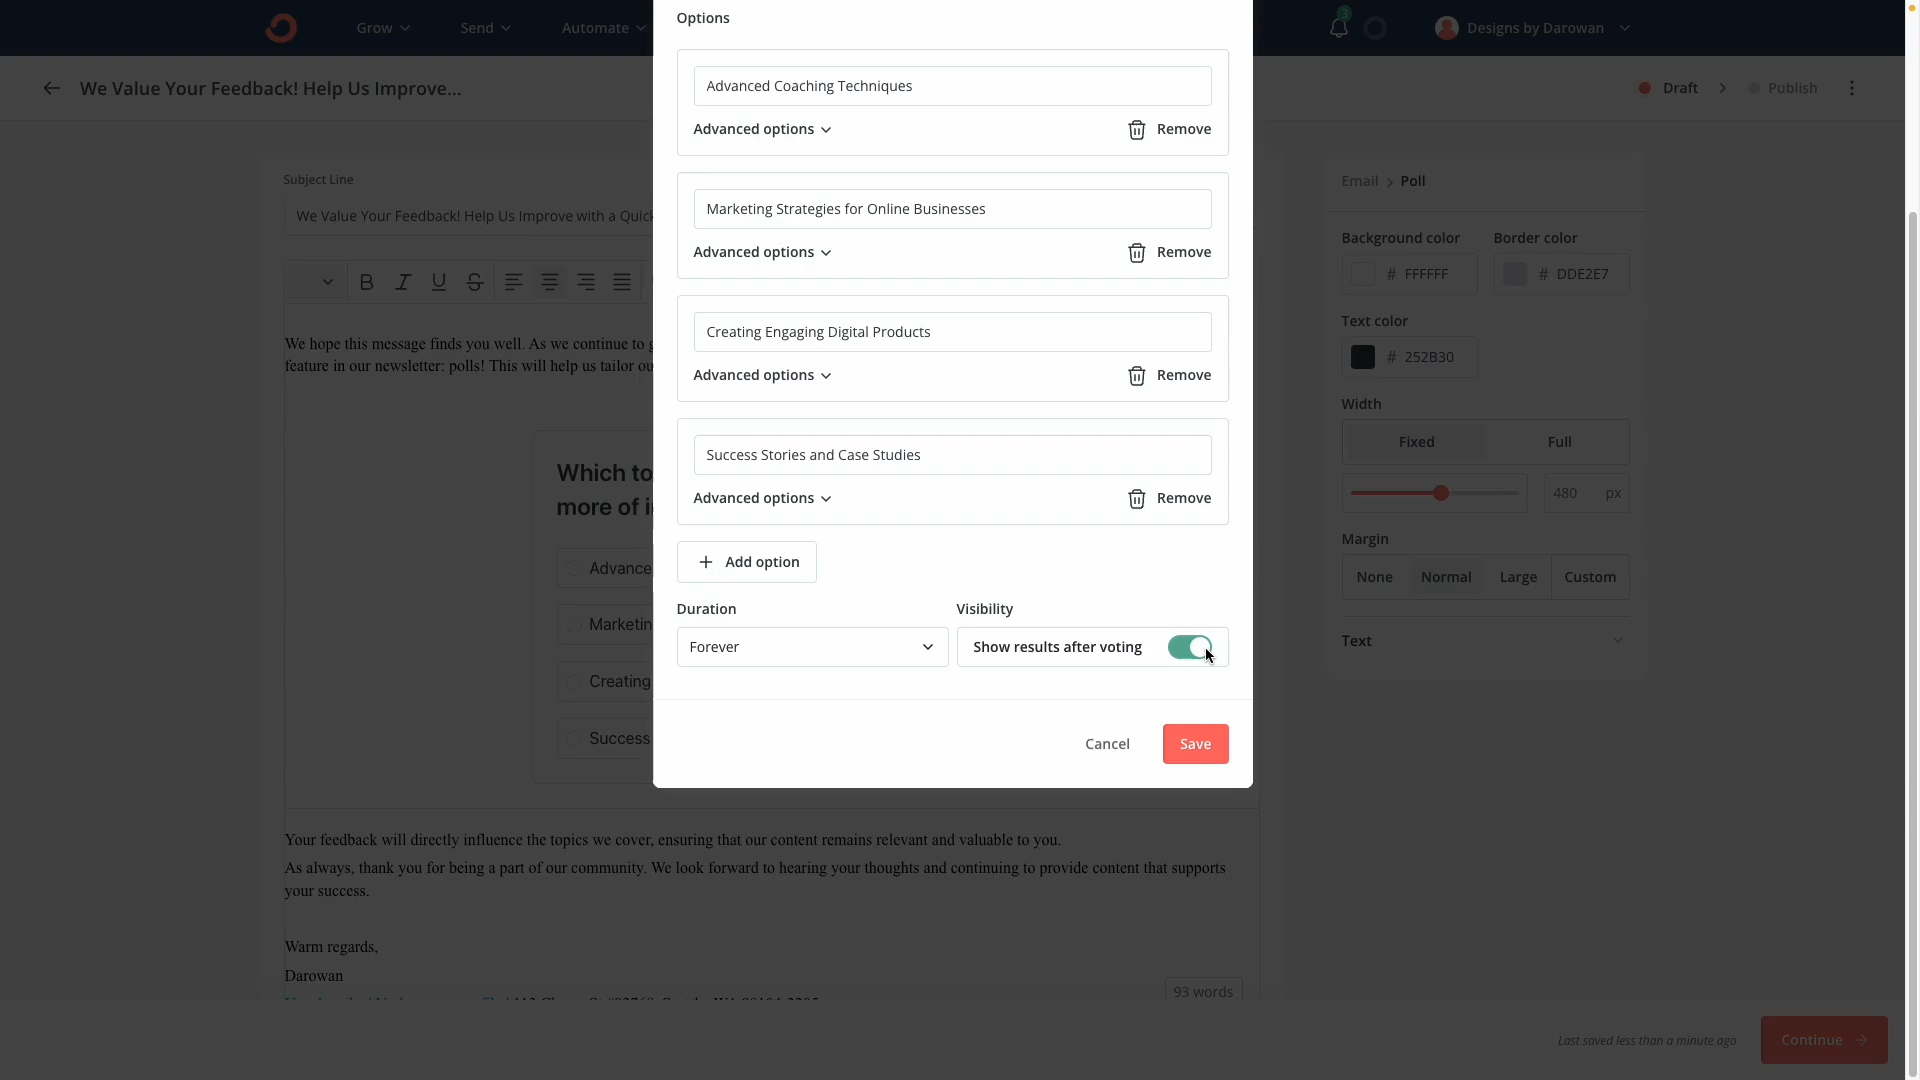 Grow
Send
Automate
3
Designs by Darowan
We Value Your Feedback! Help Us Improve...
Draft
Publish
Subject Line
We Value Your Feedback! Help Us Improve with a Quick
We hope this message finds you well. As we continue to g
feature in our newsletter: polls! This will help us tailor ou
Which to
more of i
Advance
Marketin
Creating
Success
Your feedback will directly influence the topics we cover, ensuring that our content remains relevant and valuable to you.
As always, thank you for being a part of our community. We look forward to hearing your thoughts and continuing to provide content that supports
your success.
Warm regards,
Darowan
93 words
Options
Advanced Coaching Techniques
Advanced options
Remove
Marketing Strategies for Online Businesses
Advanced options
Remove
Creating Engaging Digital Products
Advanced options
Remove
Success Stories and Case Studies
Advanced options
Remove
Add option
Duration
Visibility
Forever
Show results after voting
Cancel
Save
Email > Poll
Background color
Border color
# FFFFFF
# DDE2E7
Text color
# 252B30
Width
Fixed
Full
480 px
Margin
None
Normal
Large
Custom
Text
Last saved less than a minute ago
Continue